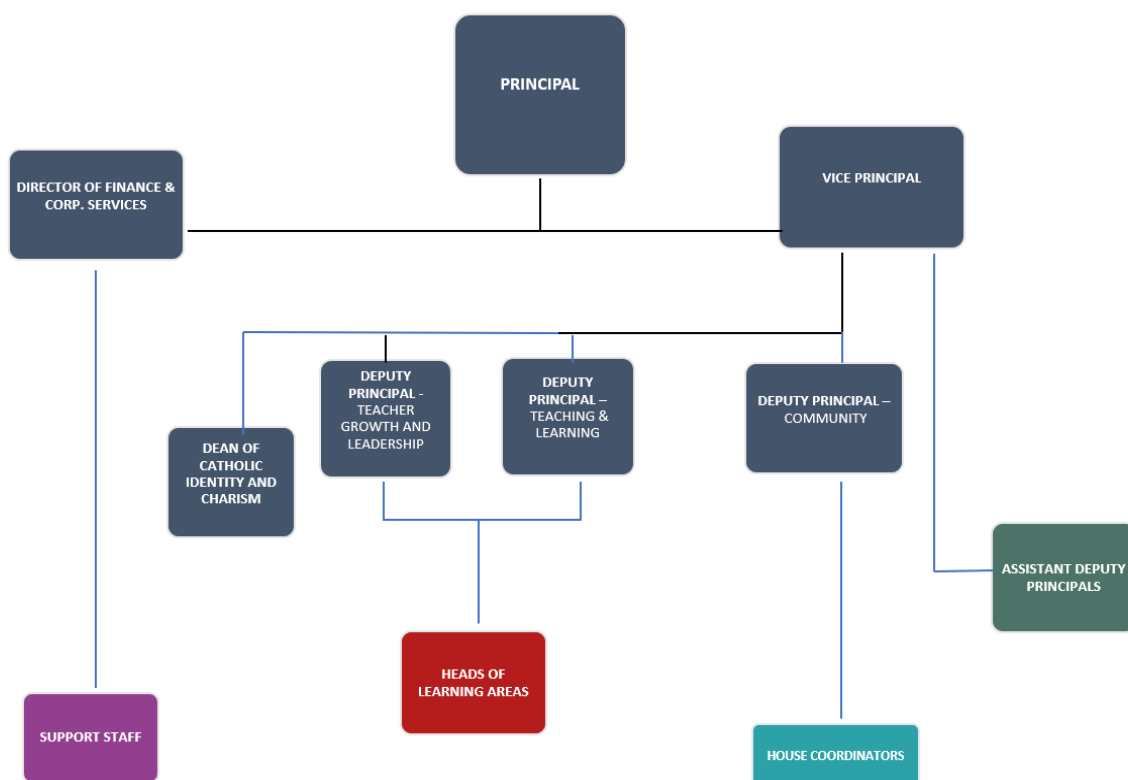 PRINCIPAL
DIRECTOR OF FINANCE &
CORP. SERVICES
VICE PRINCIPAL
DEAN OF
CATHOLIC
IDENTITY AND
CHARISM
DEPUTY
PRINCIPAL -
TEACHER
GROWTH AND
LEADERSHIP
DEPUTY
PRINCIPAL –
TEACHING &
LEARNING
DEPUTY PRINCIPAL –
COMMUNITY
ASSISTANT DEPUTY
PRINCIPALS
HEADS OF
LEARNING AREAS
SUPPORT STAFF
HOUSE COORDINATORS